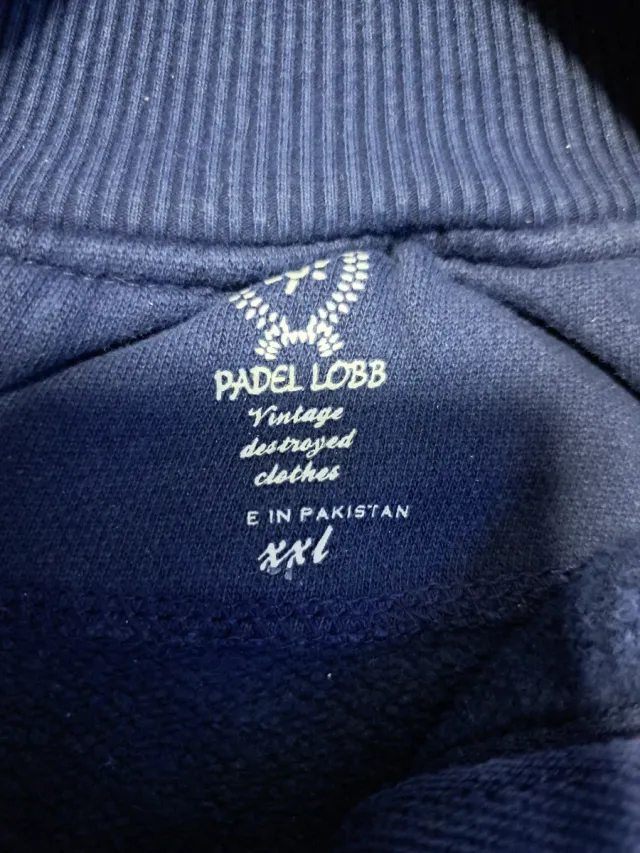 PADEL LOBB
Vintage
destroyed
clothes
E IN PAKISTAN
xxl